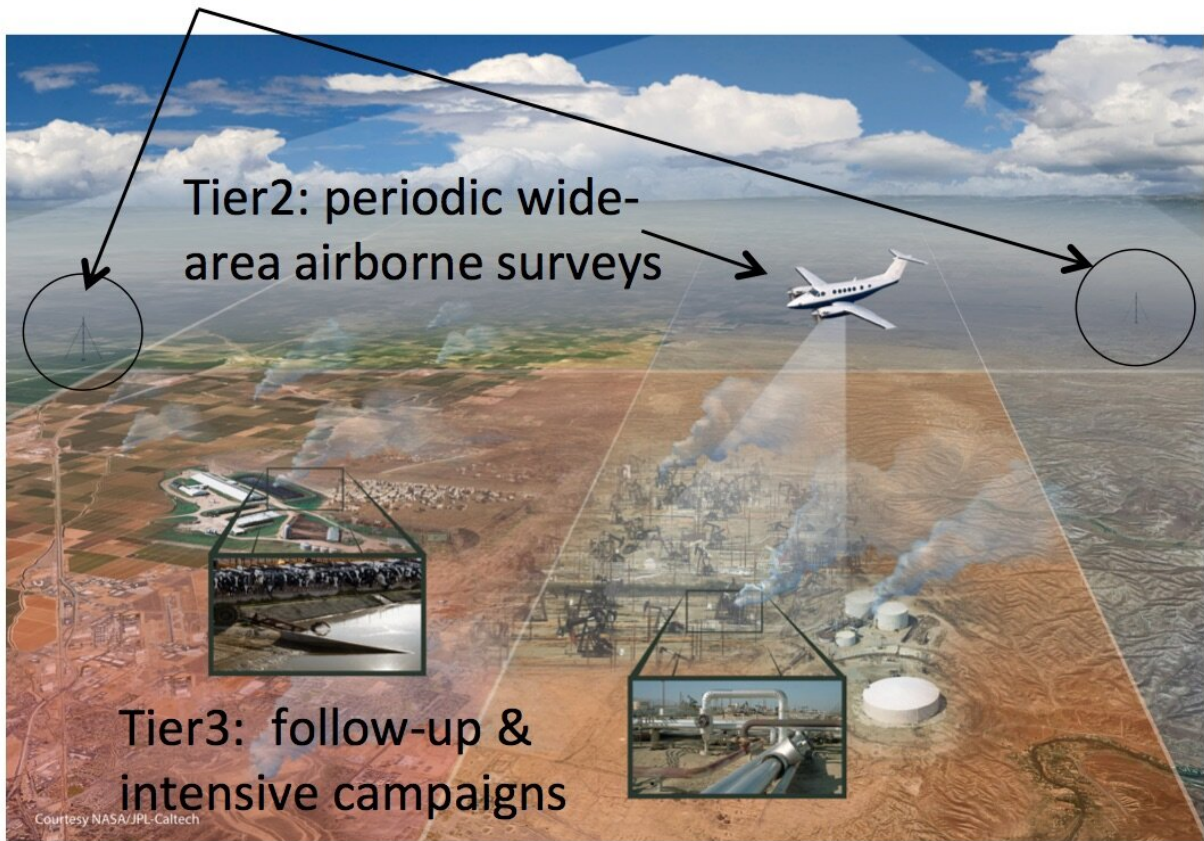 Tier2: periodic wide-
area airborne surveys
Tier3:  follow-up &
intensive campaigns
Courtesy NASA/JPL-Caltech